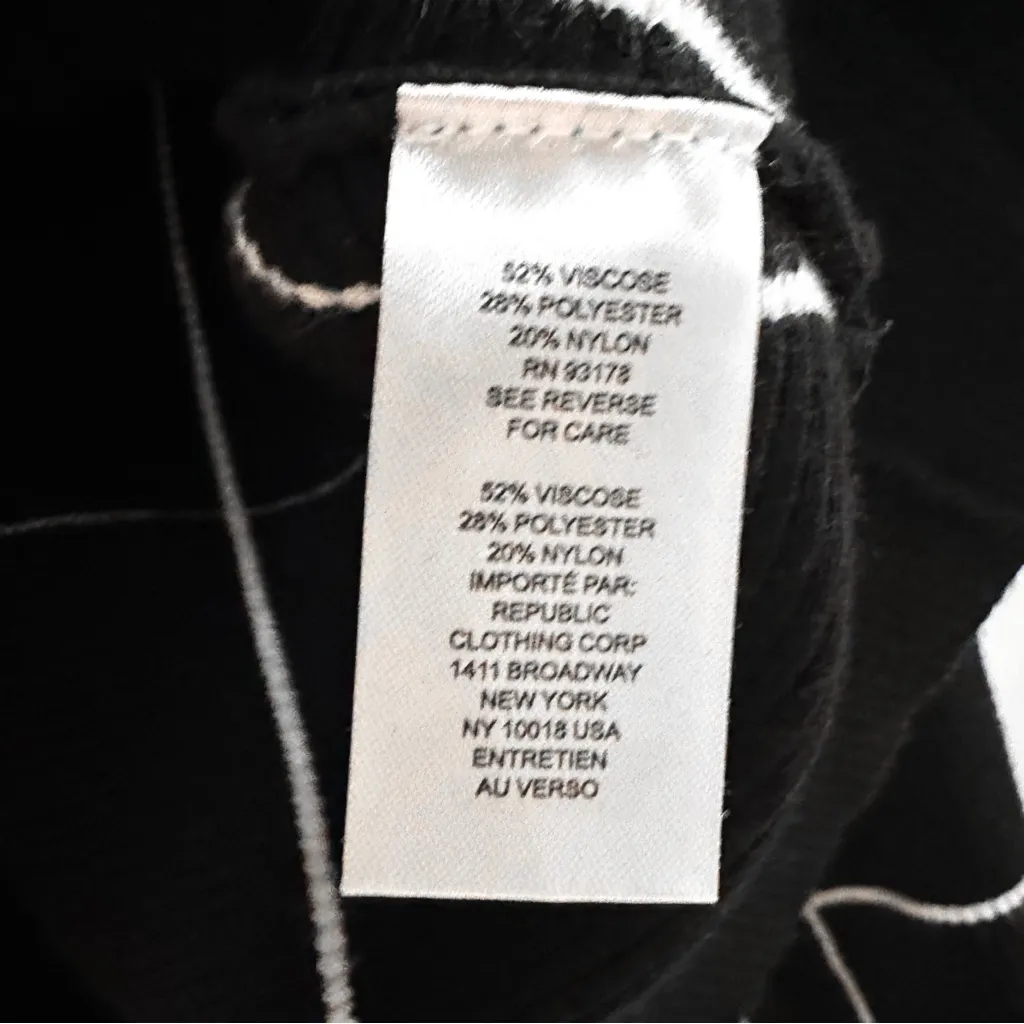 52% VISCOSE
28% POLYESTER
20% NYLON
RN 93178
SEE REVERSE
FOR CARE
52% VISCOSE
28% POLYESTER
20% NYLON
IMPORTÉ PAR:
REPUBLIC
CLOTHING CORP
1411 BROADWAY
NEW YORK
NY 10018 USA
ENTRETIEN
AU VERSO